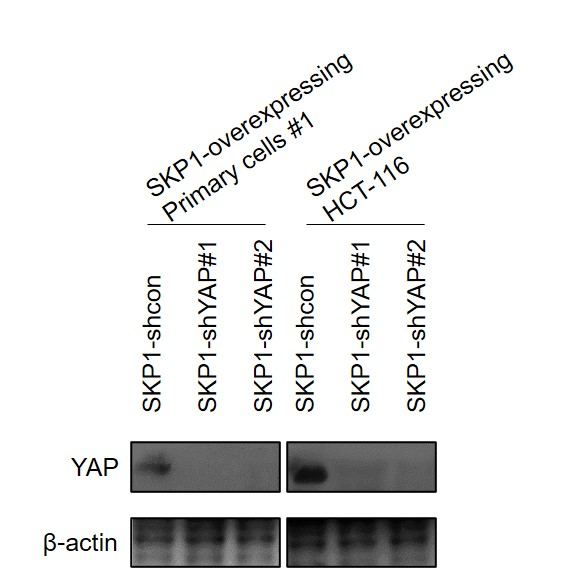 SKP1-overexpressing
Primary cells #1
SKP1-overexpressing
HCT-116
SKP1-shcon
SKP1-shYAP#1
SKP1-shYAP#2
SKP1-shcon
SKP1-shYAP#1
SKP1-shYAP#2
YAP
β-actin